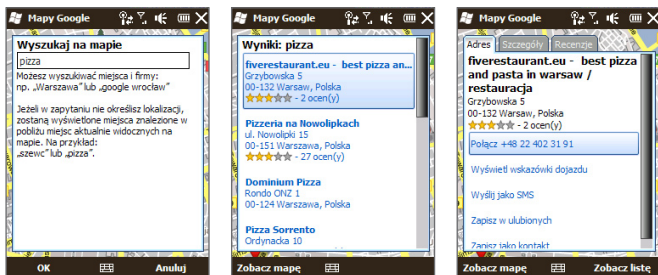 Mapy Google
Wyszukaj na mapie
pizza
Możesz wyszukiwać miejsca i firmy:
np. „Warszawa" lub „google wrocław"
Jeżeli w zapytaniu nie określisz lokalizacji,
zostaną wyświetlone miejsca znalezione w
pobliżu miejsc aktualnie widocznych na
mapie. Na przykład:
„szewc" lub „pizza".
OK
Anuluj
Mapy Google
Wyniki: pizza
fiverestaurant.eu - best pizza an...
Grzybowska 5
00-132 Warsaw, Polska
- 2 ocen(y)
Pizzeria na Nowolipkach
ul. Nowolipki 15
00-151 Warszawa, Polska
- 27 ocen(y)
Dominium Pizza
Rondo ONZ 1
00-124 Warszawa, Polska
Pizza Sorrento
Ordynacka 10
Zobacz mapę
Mapy Google
Adres Szczegóły Recenzje
fiverestaurant.eu - best pizza
and pasta in warsaw /
restauracja
Grzybowska 5
00-132 Warsaw, Polska
- 2 ocen(y)
Połącz +48 22 402 31 91
Wyświetl wskazówki dojazdu
Wyślij jako SMS
Zapisz w ulubionych
Zapisz jako kontakt
Zobacz mapę
Zobacz listę